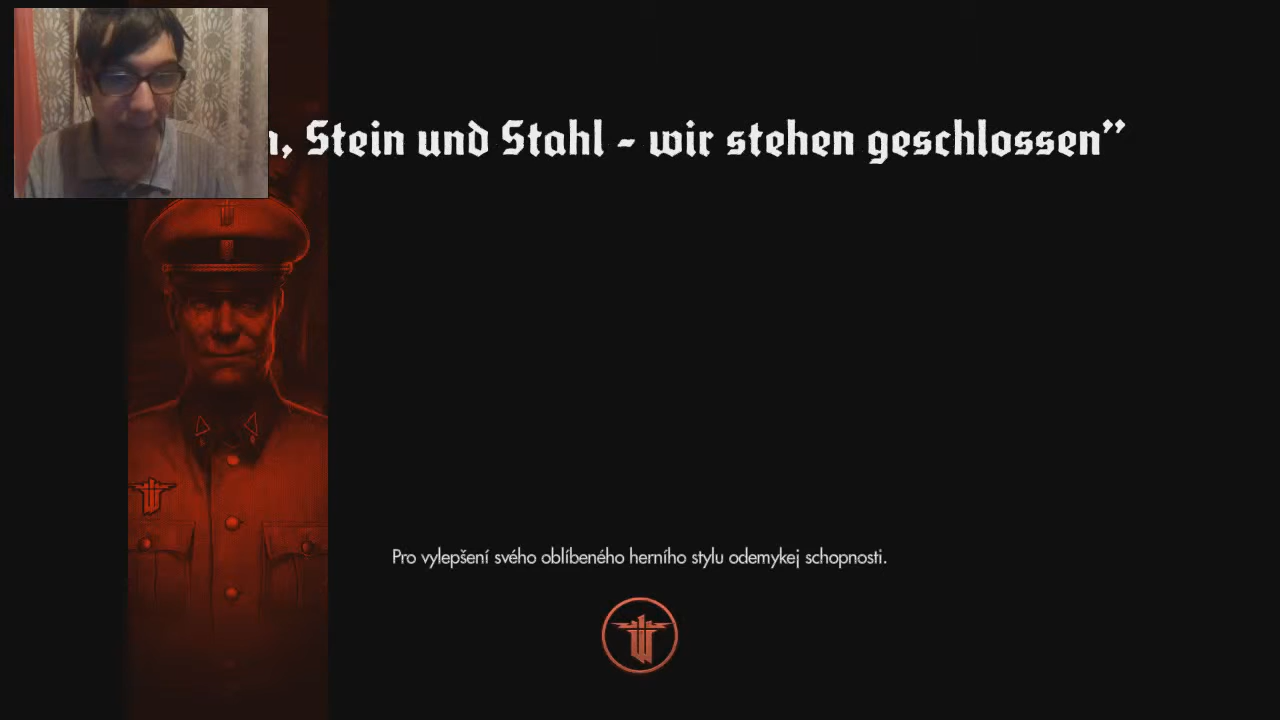 Stein und Stahl - wir stehen geschlossen”
Pro vylepšení svého oblíbeného herního stylu odemykej schopnosti.